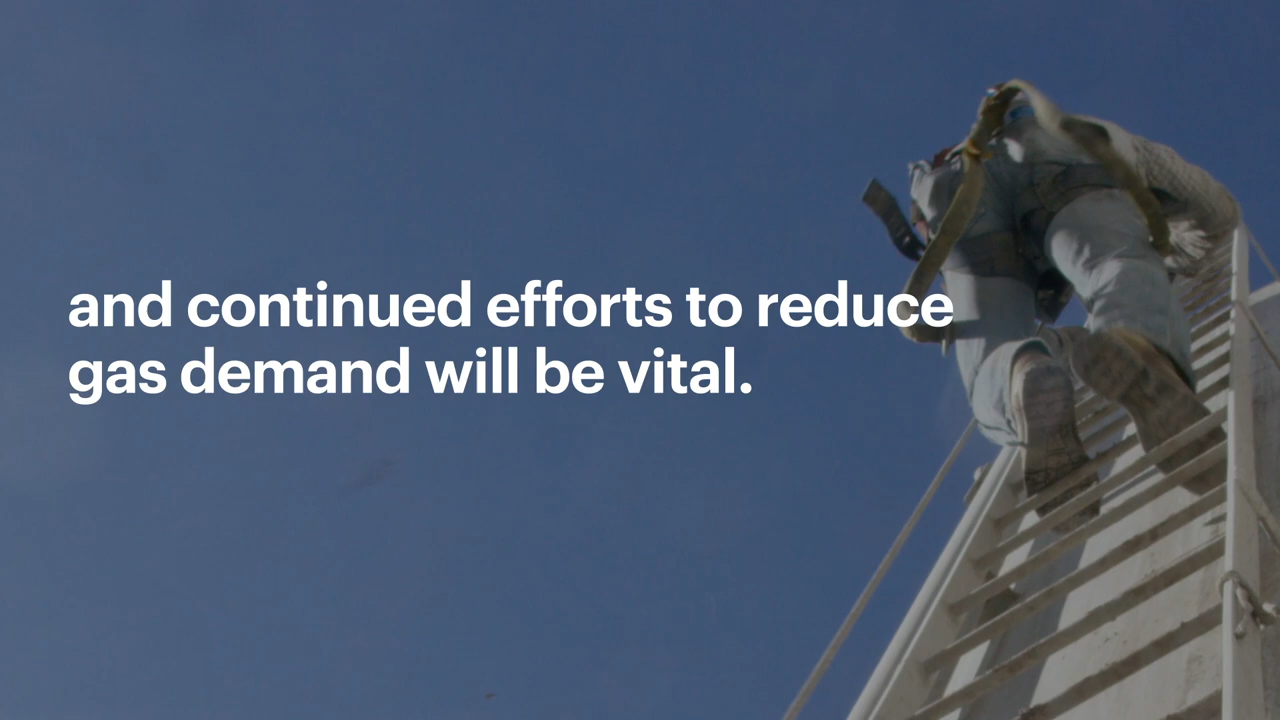 and continued efforts to reduce
gas demand will be vital.